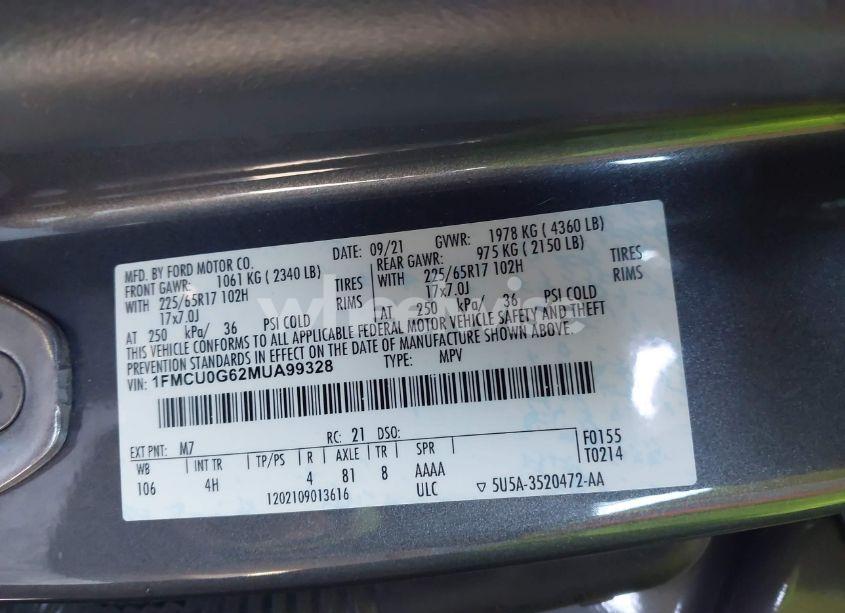 MFD. BY FORD MOTOR CO. DATE: 09/21 GVWR: 1978 KG ( 4360 LB)
FRONT GAWR: 1061 KG ( 2340 LB) REAR GAWR: 975 KG ( 2150 LB)
WITH 225/65R17 102H TIRES WITH 225/65R17 102H TIRES
17x7.0J RIMS 17x7.0J RIMS
AT 250 kPa/ 36 PSI COLD AT 250 kPa/ 36 PSI COLD
THIS VEHICLE CONFORMS TO ALL APPLICABLE FEDERAL MOTOR VEHICLE SAFETY AND THEFT
PREVENTION STANDARDS IN EFFECT ON THE DATE OF MANUFACTURE SHOWN ABOVE.
VIN: 1FMCU0G62MUA99328 TYPE: MPV
EXT PNT: M7 RC: 21 DSO: F0155
WB INT TR TP/PS R AXLE TR SPR T0214
106 4H 4 81 8 AAAA
1202109013616 ULC ▽ 5U5A-3520472-AA
wheelwise